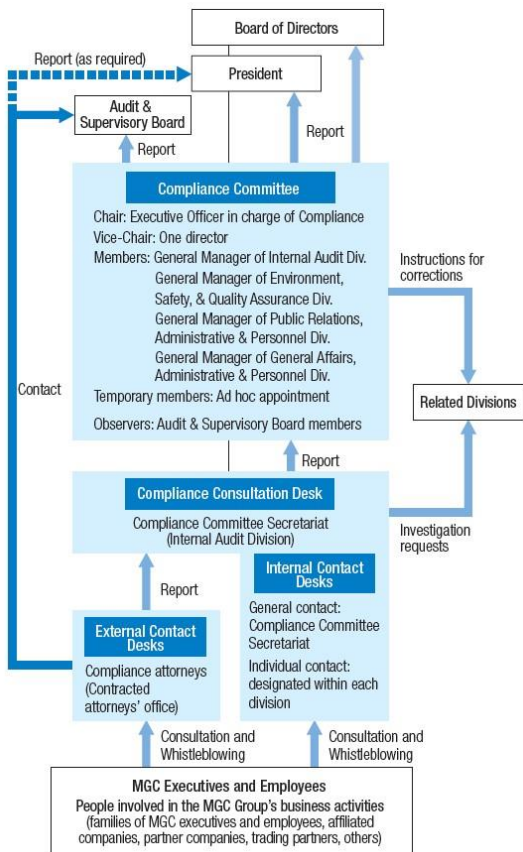 Board of Directors
Report (as required)
President
Audit &
Supervisory Board
Report
Report
Compliance Committee
Chair: Executive Officer in charge of Compliance
Vice-Chair: One director
Members: General Manager of Internal Audit Div.
General Manager of Environment,
Safety, & Quality Assurance Div.
General Manager of Public Relations,
Administrative & Personnel Div.
General Manager of General Affairs,
Administrative & Personnel Div.
Temporary members: Ad hoc appointment
Observers: Audit & Supervisory Board members
Instructions for
corrections
Contact
Related Divisions
Report
Compliance Consultation Desk
Compliance Committee Secretariat
(Internal Audit Division)
Investigation
requests
Report
Internal Contact
Desks
General contact:
Compliance Committee
Secretariat
Individual contact:
designated within each
division
External Contact
Desks
Compliance attorneys
(Contracted
attorneys' office)
Consultation and
Whistleblowing
Consultation and
Whistleblowing
MGC Executives and Employees
People involved in the MGC Group's business activities
(families of MGC executives and employees, affiliated
companies, partner companies, trading partners, others)